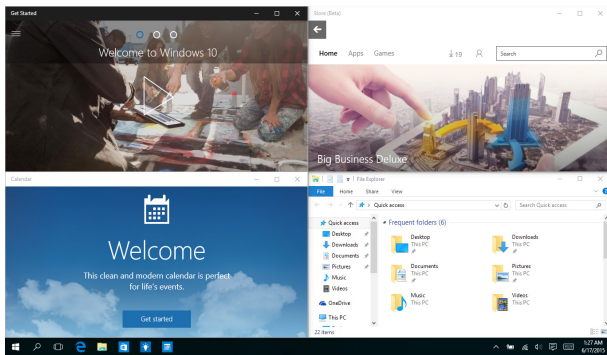 Get Started
Welcome to Windows 10
Store (Beta)
Home Apps Games 19 Search
Big Business Deluxe
Calendar
Welcome
This clean and modern calendar is perfect
for life's events.
Get started
File Explorer
File Home Share View
Quick access Search Quick access
Quick access
Desktop
Downloads
Documents
Pictures
Music
Videos
OneDrive
This PC
Frequent folders (6)
Desktop
This PC
Downloads
This PC
Documents
This PC
Pictures
This PC
Music
This PC
Videos
This PC
22 items
1:27 AM
6/17/2015